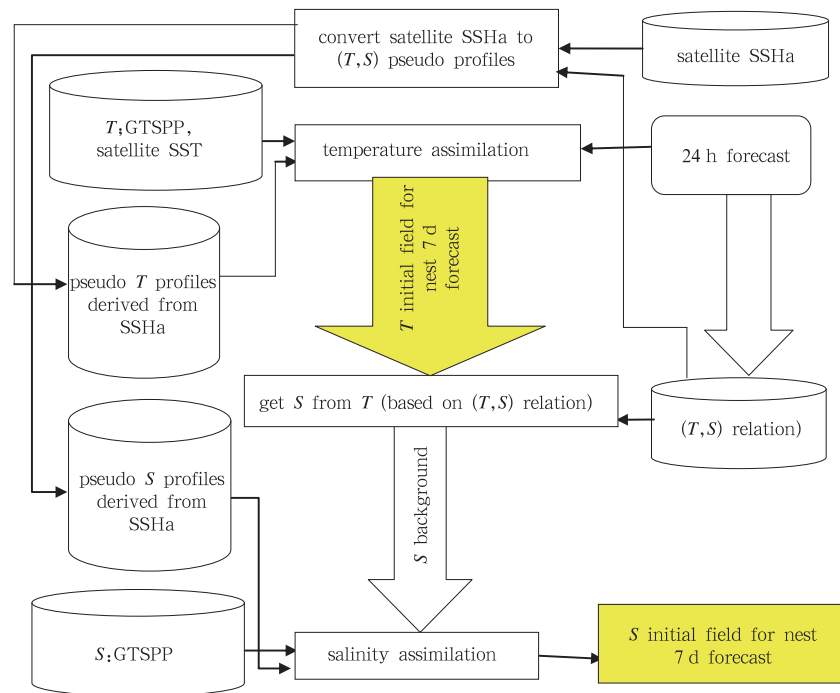 convert satellite SSHa to
(T,S) pseudo profiles
satellite SSHa
T;GTSPP,
satellite SST
temperature assimilation
24 h forecast
T initial field for
nest 7 d
forecast
pseudo T profiles
derived from
SSHa
get S from T (based on (T,S) relation)
(T,S) relation)
pseudo S profiles
derived from
SSHa
S background
S:GTSPP
salinity assimilation
S initial field for nest
7 d forecast